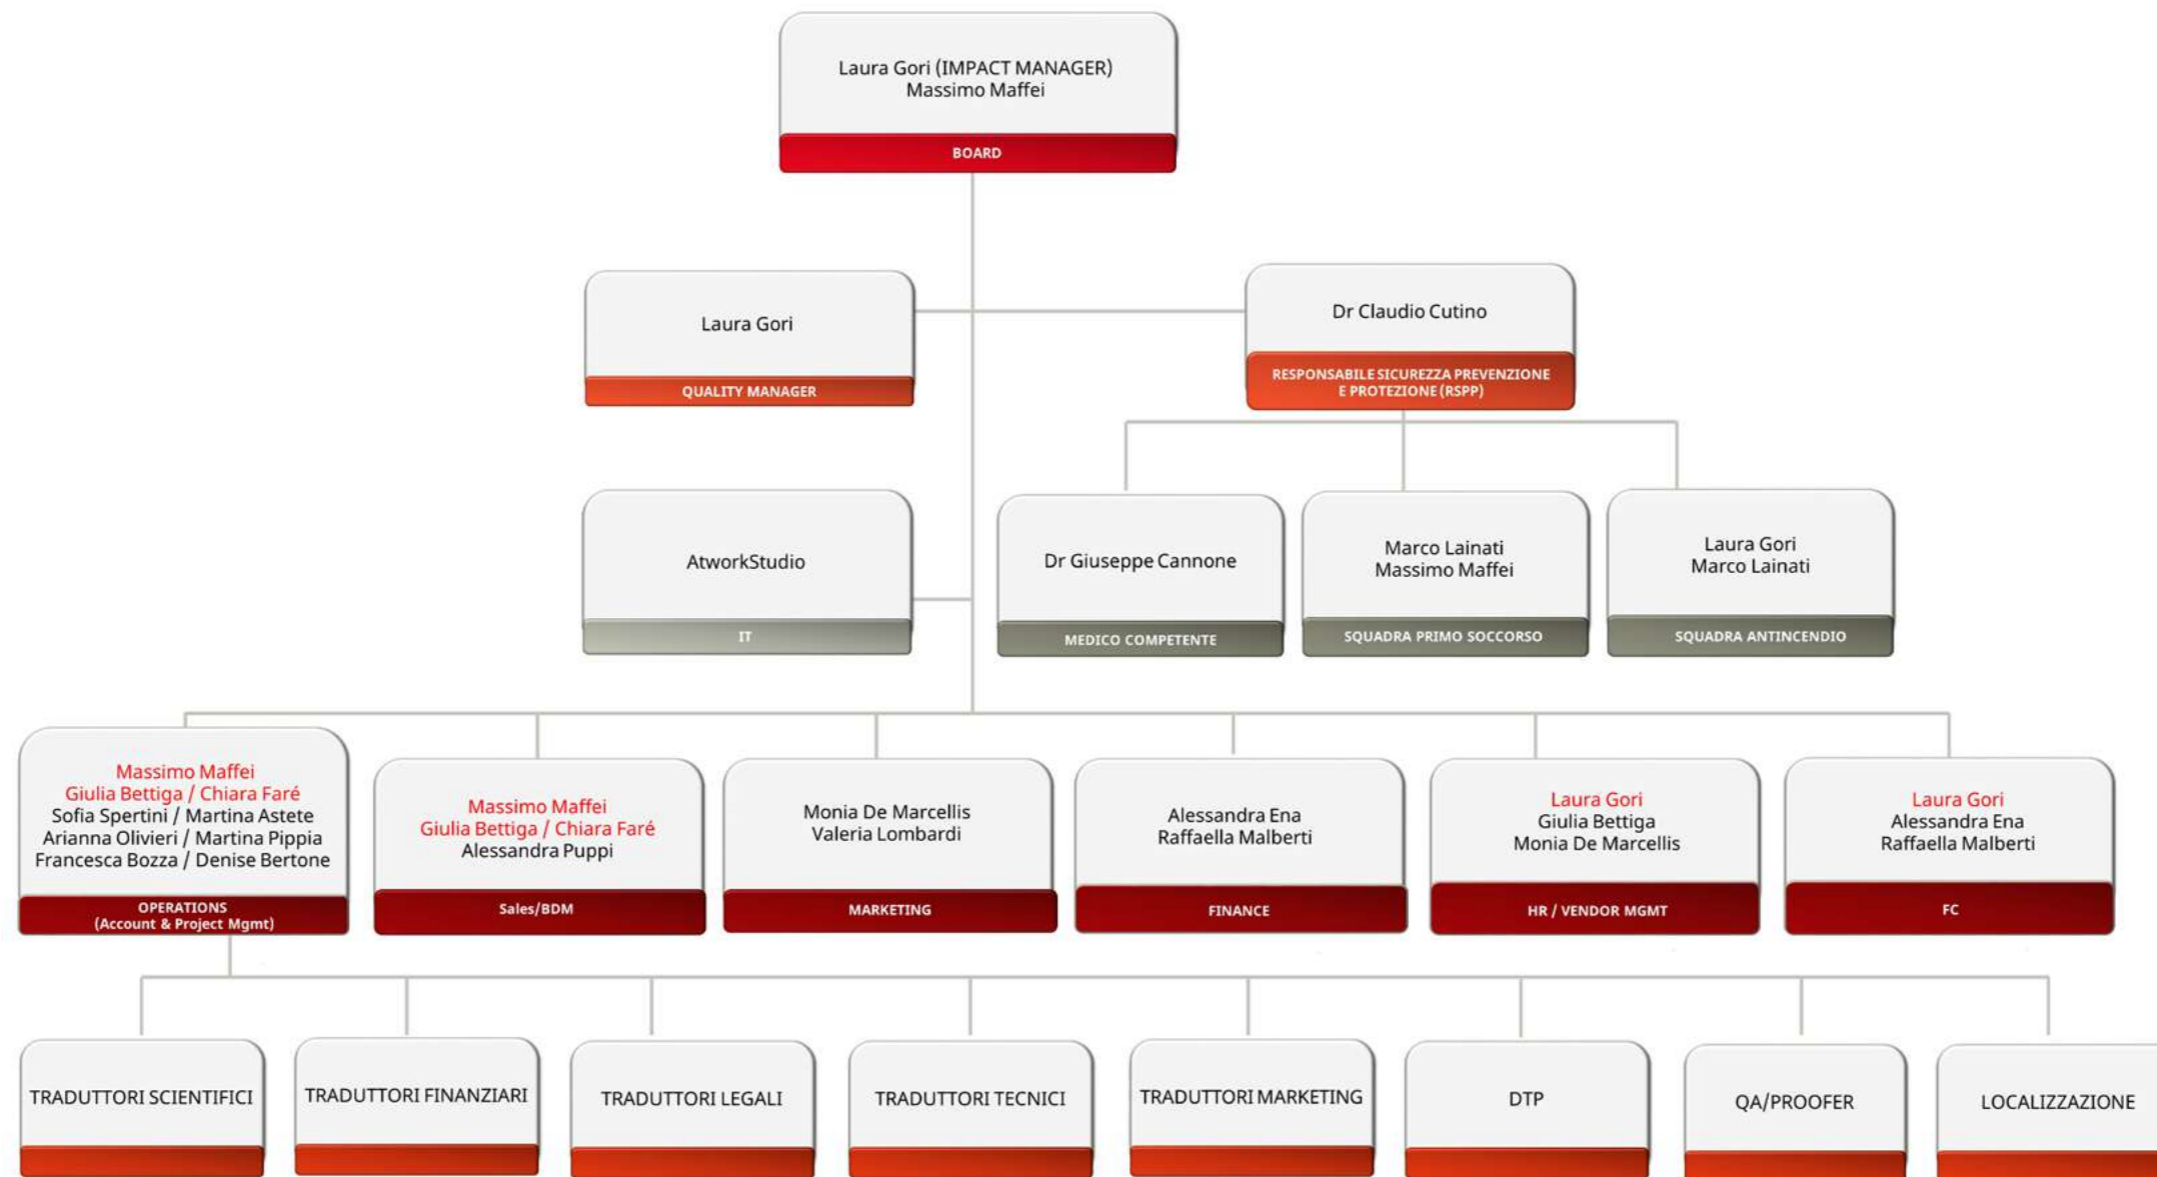 Laura Gori (IMPACT MANAGER)
Massimo Maffei
BOARD
Laura Gori
QUALITY MANAGER
Dr Claudio Cutino
RESPONSABILE SICUREZZA PREVENZIONE
E PROTEZIONE (RSPP)
AtworkStudio
IT
Dr Giuseppe Cannone
MEDICO COMPETENTE
Marco Lainati
Massimo Maffei
SQUADRA PRIMO SOCCORSO
Laura Gori
Marco Lainati
SQUADRA ANTINCENDIO
Massimo Maffei
Giulia Bettiga / Chiara Faré
Sofia Spertini / Martina Astete
Arianna Olivieri / Martina Pippia
Francesca Bozza / Denise Bertone
OPERATIONS
(Account & Project Mgmt)
Massimo Maffei
Giulia Bettiga / Chiara Faré
Alessandra Puppi
Sales/BDM
Monia De Marcellis
Valeria Lombardi
MARKETING
Alessandra Ena
Raffaella Malberti
FINANCE
Laura Gori
Giulia Bettiga
Monia De Marcellis
HR / VENDOR MGMT
Laura Gori
Alessandra Ena
Raffaella Malberti
FC
TRADUTTORI SCIENTIFICI
TRADUTTORI FINANZIARI
TRADUTTORI LEGALI
TRADUTTORI TECNICI
TRADUTTORI MARKETING
DTP
QA/PROOFER
LOCALIZZAZIONE